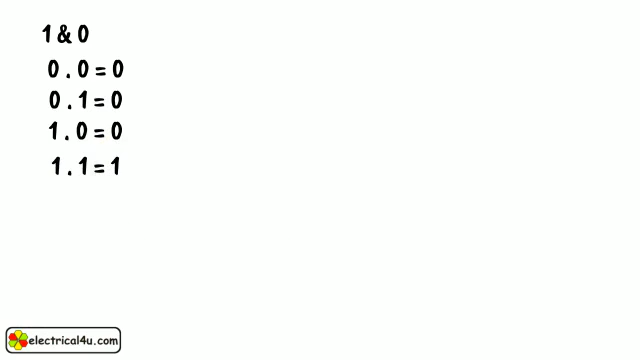 1 & 0
0 . 0 = 0
0 . 1 = 0
1 . 0 = 0
1 . 1 = 1
electrical4u.com